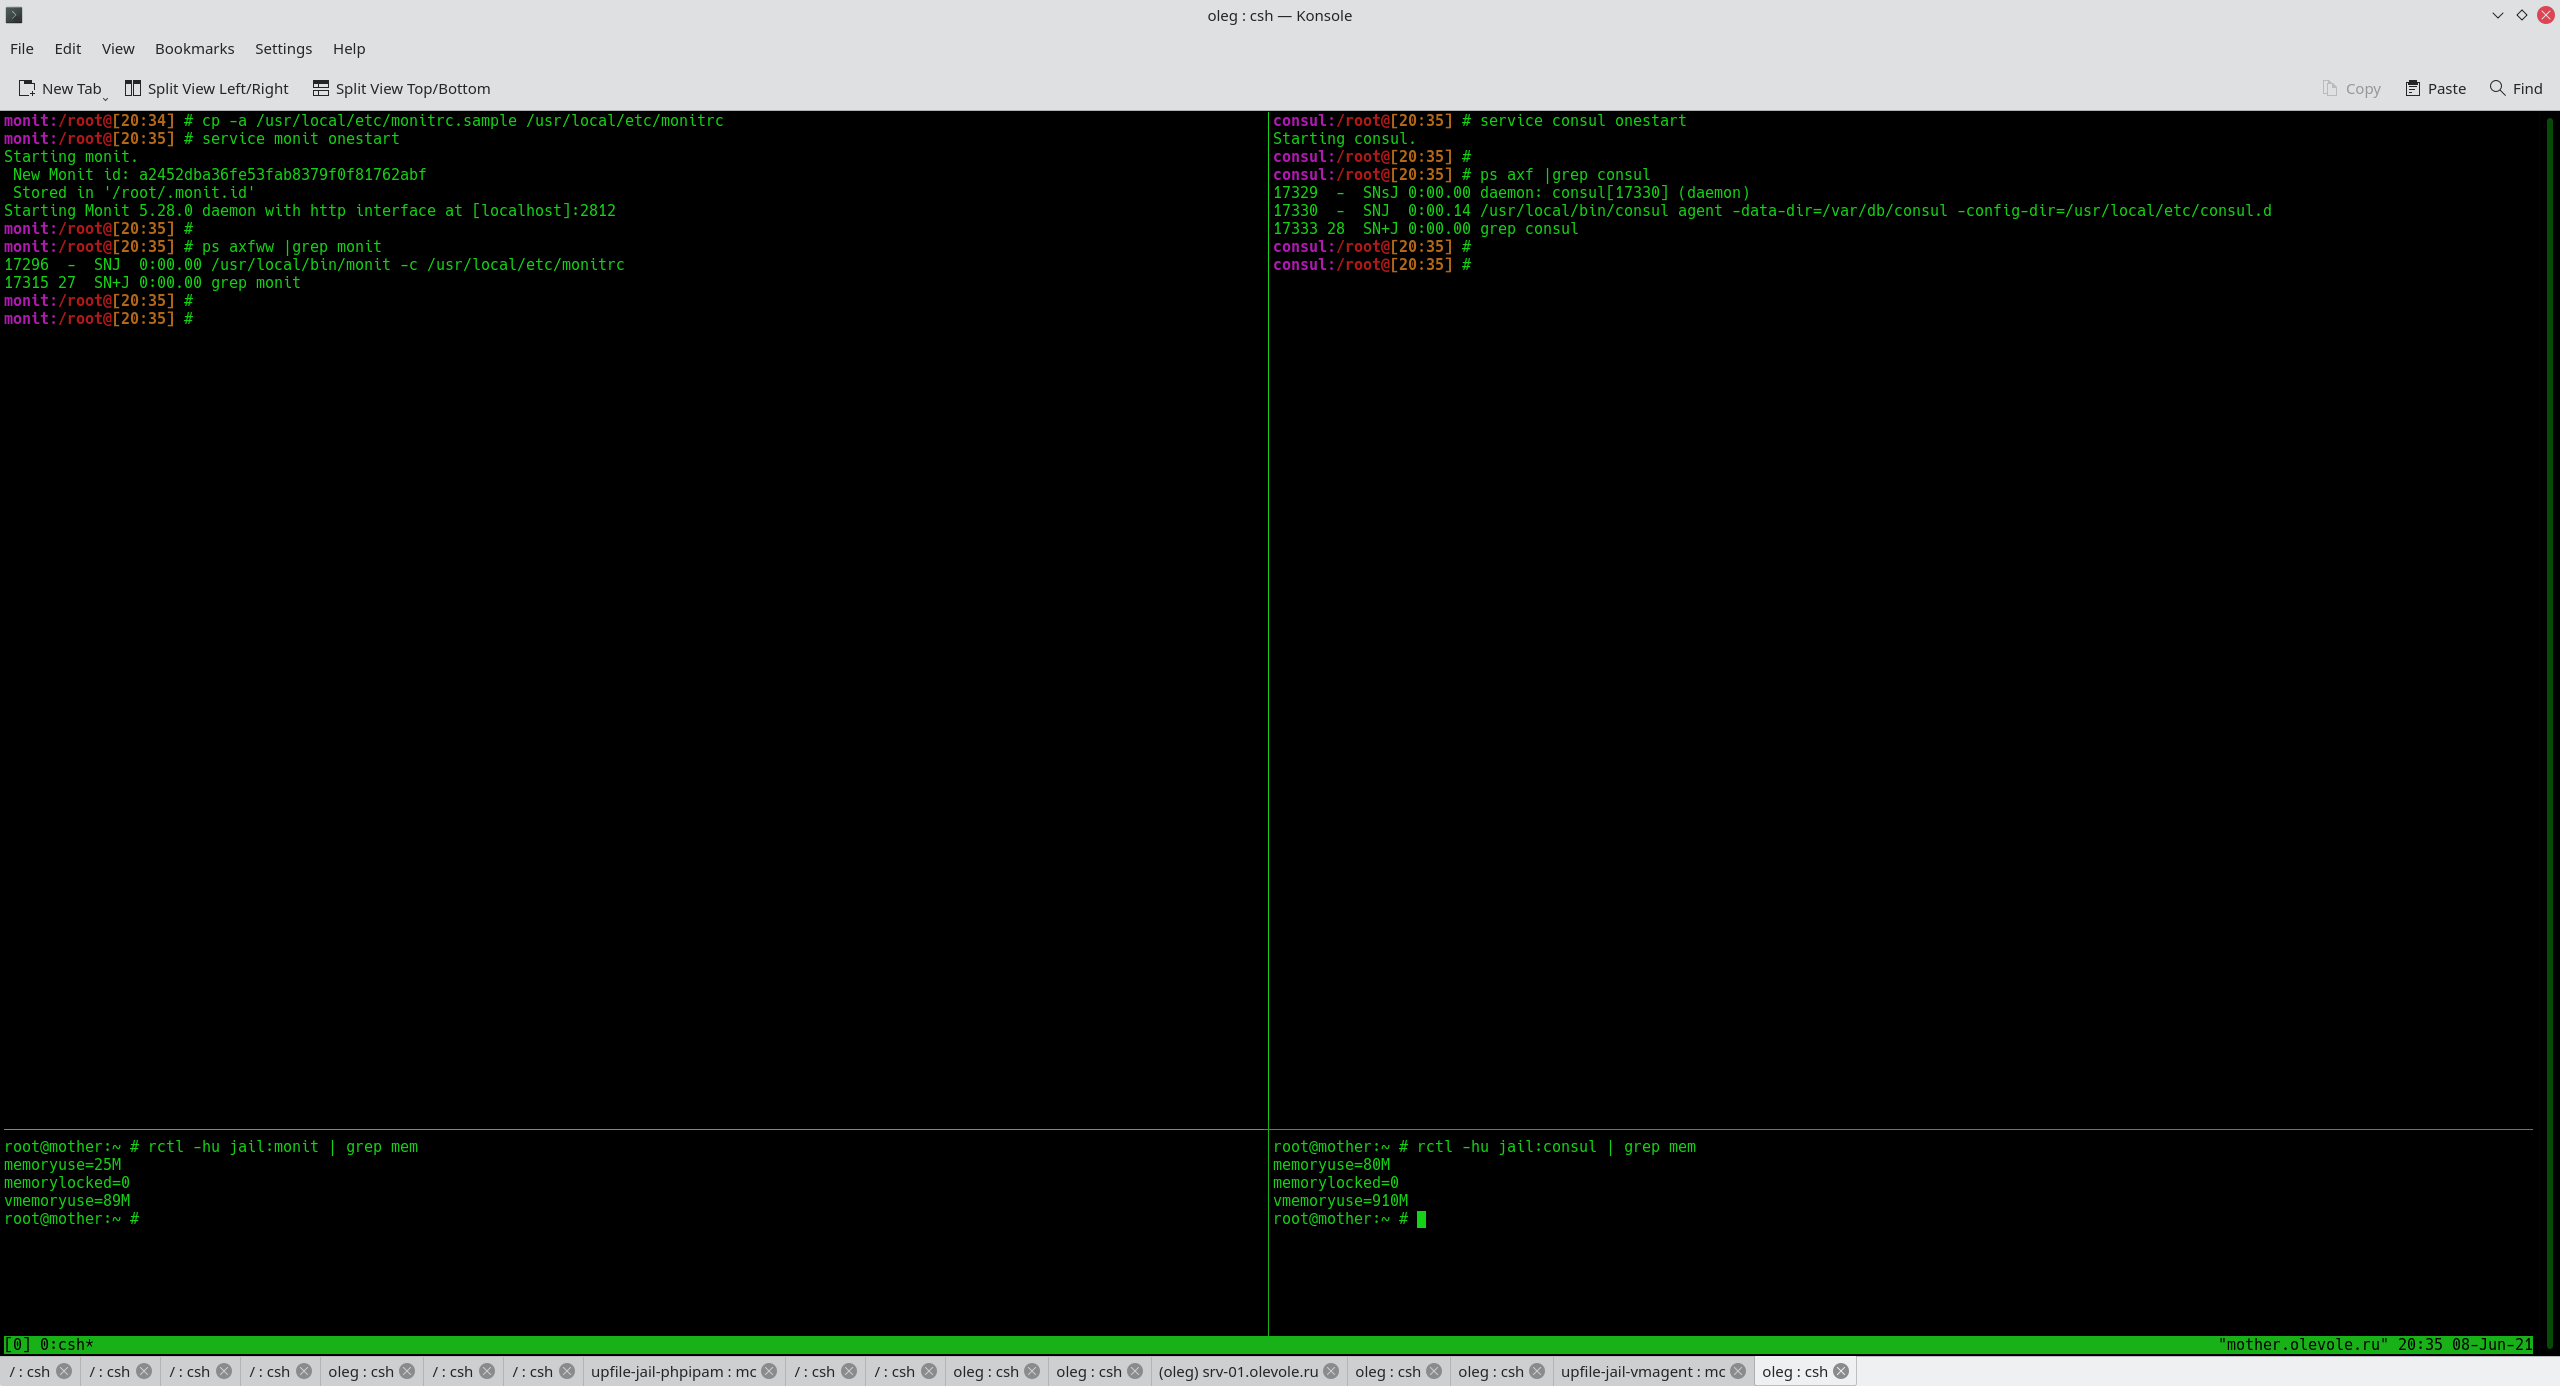 oleg : csh — Konsole
File Edit View Bookmarks Settings Help
New Tab Split View Left/Right Split View Top/Bottom Copy Paste Find
monit:/root@[20:34] # cp -a /usr/local/etc/monitrc.sample /usr/local/etc/monitrc
monit:/root@[20:35] # service monit onestart
Starting monit.
 New Monit id: a2452dba36fe53fab8379f0f81762abf
 Stored in '/root/.monit.id'
Starting Monit 5.28.0 daemon with http interface at [localhost]:2812
monit:/root@[20:35] #
monit:/root@[20:35] # ps axfww |grep monit
17296  -  SNJ  0:00.00 /usr/local/bin/monit -c /usr/local/etc/monitrc
17315 27  SN+J 0:00.00 grep monit
monit:/root@[20:35] #
monit:/root@[20:35] #
consul:/root@[20:35] # service consul onestart
Starting consul.
consul:/root@[20:35] #
consul:/root@[20:35] # ps axf |grep consul
17329  -  SNsJ 0:00.00 daemon: consul[17330] (daemon)
17330  -  SNJ  0:00.14 /usr/local/bin/consul agent -data-dir=/var/db/consul -config-dir=/usr/local/etc/consul.d
17333 28  SN+J 0:00.00 grep consul
consul:/root@[20:35] #
consul:/root@[20:35] #
root@mother:~ # rctl -hu jail:monit | grep mem
memoryuse=25M
memorylocked=0
vmemoryuse=89M
root@mother:~ #
root@mother:~ # rctl -hu jail:consul | grep mem
memoryuse=80M
memorylocked=0
vmemoryuse=910M
root@mother:~ #
[0] 0:csh* "mother.olevole.ru" 20:35 08-Jun-21
/ : csh / : csh / : csh / : csh oleg : csh / : csh / : csh upfile-jail-phpipam : mc / : csh / : csh oleg : csh oleg : csh (oleg) srv-01.olevole.ru oleg : csh oleg : csh upfile-jail-vmagent : mc oleg : csh